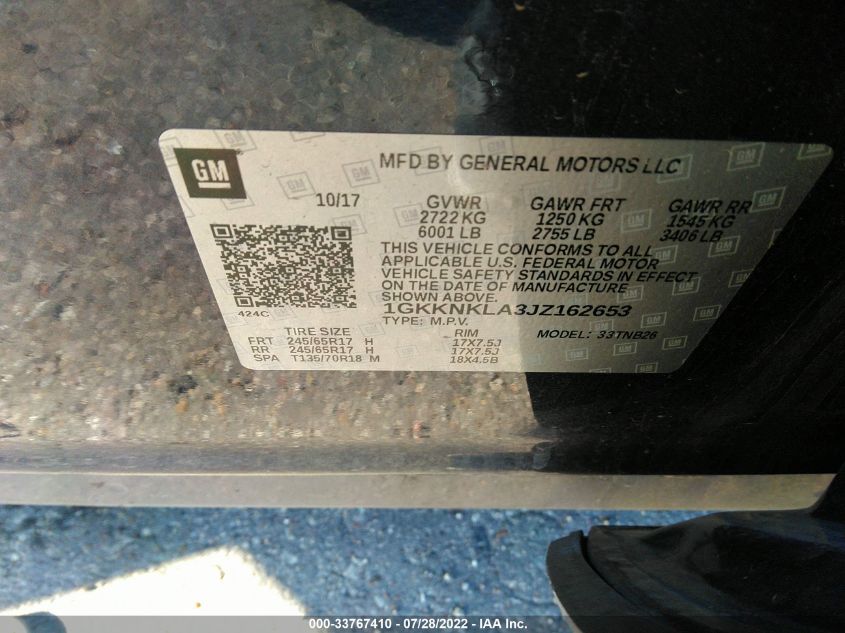 GM
MFD BY GENERAL MOTORS LLC
10/17 GVWR GAWR FRT GAWR RR
2722 KG 1250 KG 1545 KG
6001 LB 2755 LB 3406 LB
THIS VEHICLE CONFORMS TO ALL
APPLICABLE U.S. FEDERAL MOTOR
VEHICLE SAFETY STANDARDS IN EFFECT
ON THE DATE OF MANUFACTURE
SHOWN ABOVE.
424C
1GKKNKLA3JZ162653
TYPE: M.P.V. MODEL: 33TNB26
TIRE SIZE RIM
FRT 245/65R17 H 17X7.5J
RR 245/65R17 H 17X7.5J
SPA T135/70R18 M 18X4.5B
000-33767410 - 07/28/2022 - IAA Inc.